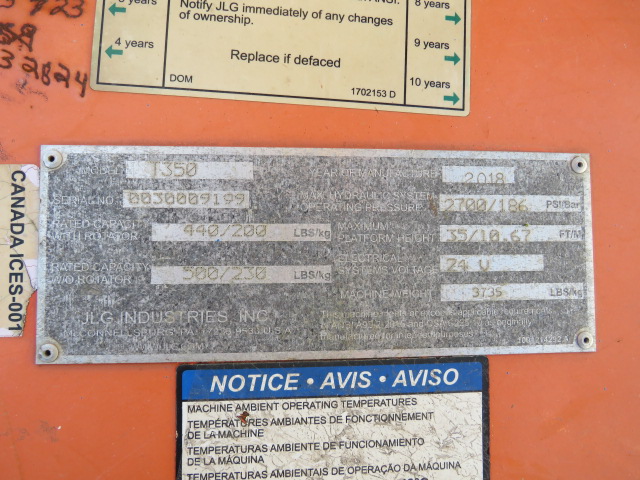 Notify JLG immediately of any changes
of ownership.
8 years
4 years
9 years
Replace if defaced
10 years
DOM
1702153 D
32824
CANADA-ICES-001
MODEL T350
YEAR OF MANUFACTURE 2018
SERIAL NO. 0030009199
MAX HYDRAULIC SYSTEM
OPERATING PRESSURE 2700/186 PSI/Bar
RATED CAPACITY
WITH ROTATOR 440/200 LBS/kg
MAXIMUM
PLATFORM HEIGHT 35/10.67 FT/M
RATED CAPACITY
W/O ROTATOR 500/230 LBS/kg
ELECTRICAL
SYSTEMS VOLTAGE 24 V
MACHINE WEIGHT 3735 LBS/kg
JLG INDUSTRIES, INC.
WWW.JLG.COM
NOTICE • AVIS • AVISO
MACHINE AMBIENT OPERATING TEMPERATURES
TEMPÉRATURES AMBIANTES DE FONCTIONNEMENT
DE LA MACHINE
TEMPERATURAS AMBIENTE DE FUNCIONAMIENTO
DE LA MÁQUINA
TEMPERATURAS AMBIENTAIS DE OPERAÇÃO DA MÁQUINA